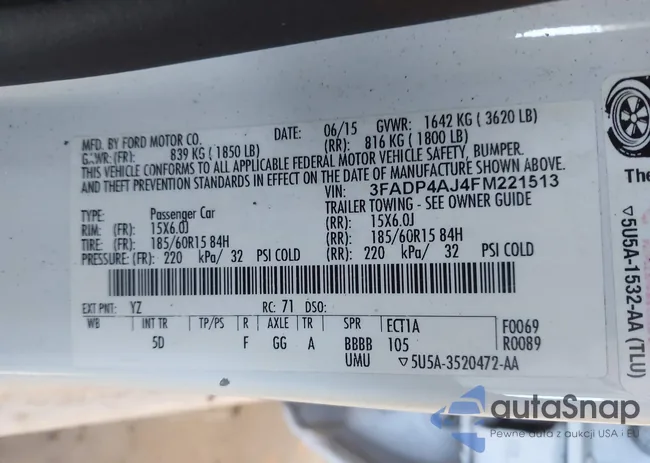 MFD. BY FORD MOTOR CO. DATE: 06/15 GVWR: 1642 KG ( 3620 LB)
GAWR: (FR): 839 KG ( 1850 LB) (RR): 816 KG ( 1800 LB)
THIS VEHICLE CONFORMS TO ALL APPLICABLE FEDERAL MOTOR VEHICLE SAFETY, BUMPER,
AND THEFT PREVENTION STANDARDS IN EFFECT ON THE DATE OF MANUFACTURE SHOWN ABOVE.
VIN: 3FADP4AJ4FM221513
TYPE: Passenger Car TRAILER TOWING - SEE OWNER GUIDE
RIM: (FR): 15X6.0J (RR): 15X6.0J
TIRE: (FR): 185/60R15 84H (RR): 185/60R15 84H
PRESSURE: (FR): 220 kPa/ 32 PSI COLD (RR): 220 kPa/ 32 PSI COLD
EXT PNT: YZ RC: 71 DSO:
WB INT TR TP/PS R AXLE TR SPR ECT1A F0069
5D F GG A BBBB 105 R0089
UMU ▽5U5A-3520472-AA
The
▽5U5A-1532-AA (TLU)
autaSnap
Pewne auta z aukcji USA i EU